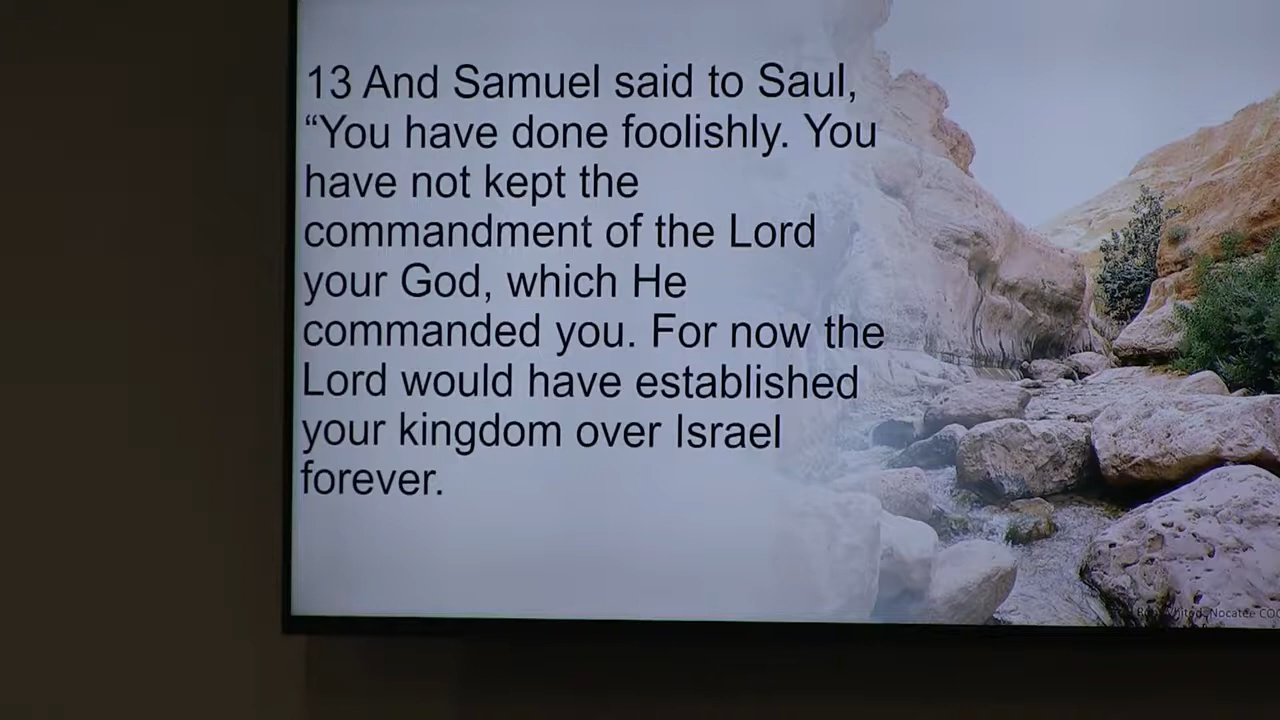 13 And Samuel said to Saul,
“You have done foolishly. You
have not kept the
commandment of the Lord
your God, which He
commanded you. For now the
Lord would have established
your kingdom over Israel
forever.
Nocatee